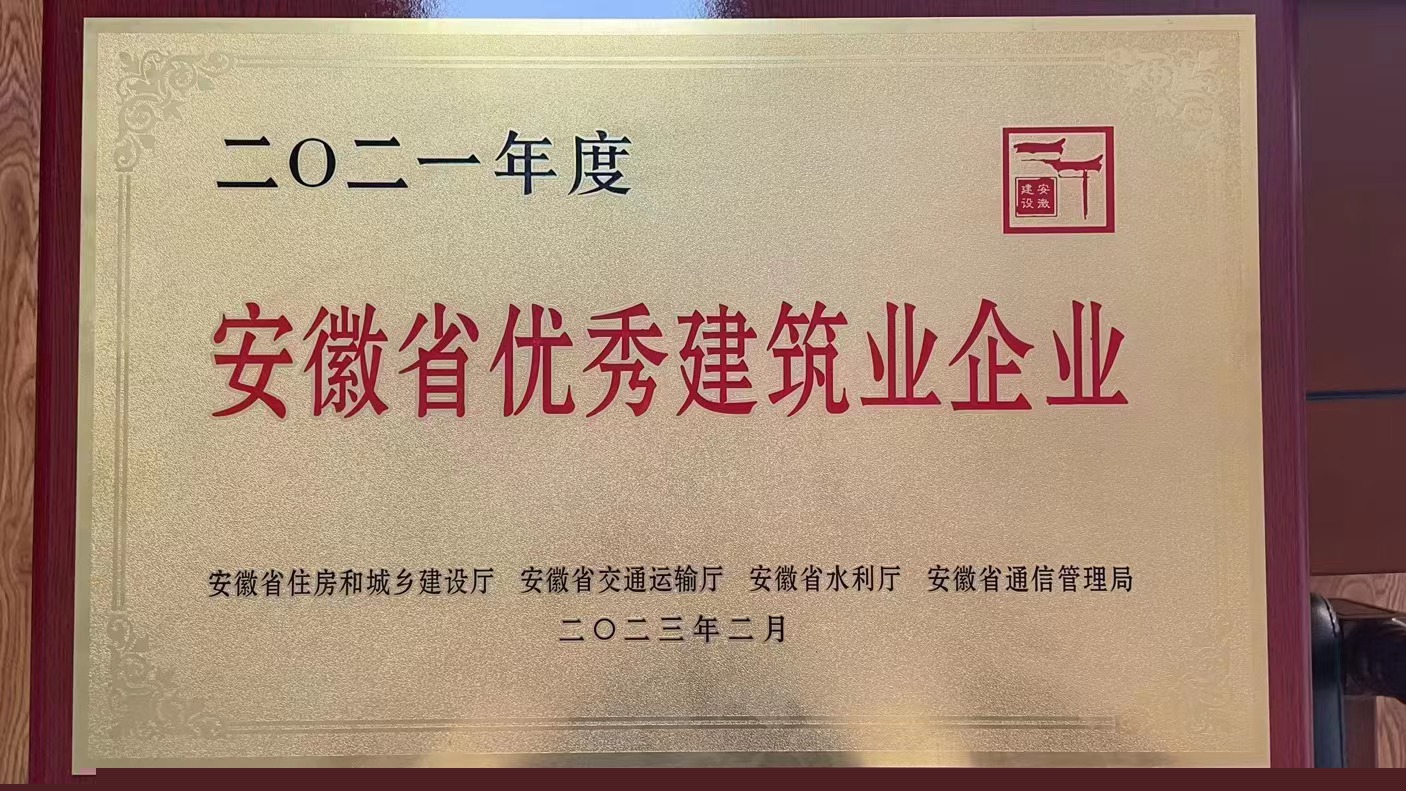 二〇二一年度
安徽
建设
安徽省优秀建筑业企业
安徽省住房和城乡建设厅 安徽省交通运输厅 安徽省水利厅 安徽省通信管理局
二〇二三年二月